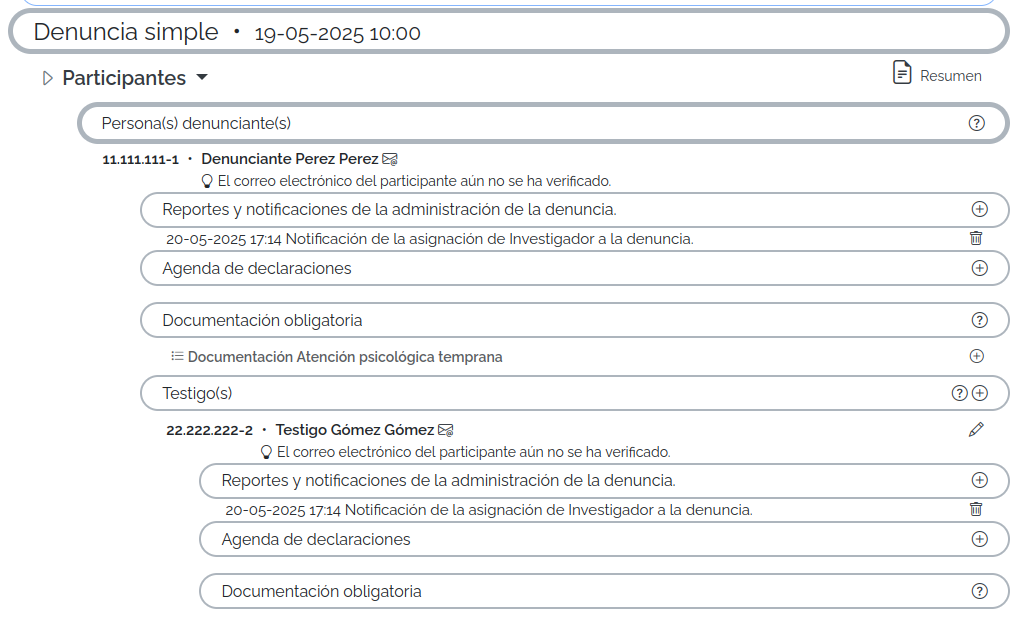 Denuncia simple • 19-05-2025 10:00
Participantes
Resumen
Persona(s) denunciante(s)
11.111.111-1 • Denunciante Perez Perez
El correo electrónico del participante aún no se ha verificado.
Reportes y notificaciones de la administración de la denuncia.
20-05-2025 17:14 Notificación de la asignación de Investigador a la denuncia.
Agenda de declaraciones
Documentación obligatoria
Documentación Atención psicológica temprana
Testigo(s)
22.222.222-2 • Testigo Gómez Gómez
El correo electrónico del participante aún no se ha verificado.
Reportes y notificaciones de la administración de la denuncia.
20-05-2025 17:14 Notificación de la asignación de Investigador a la denuncia.
Agenda de declaraciones
Documentación obligatoria